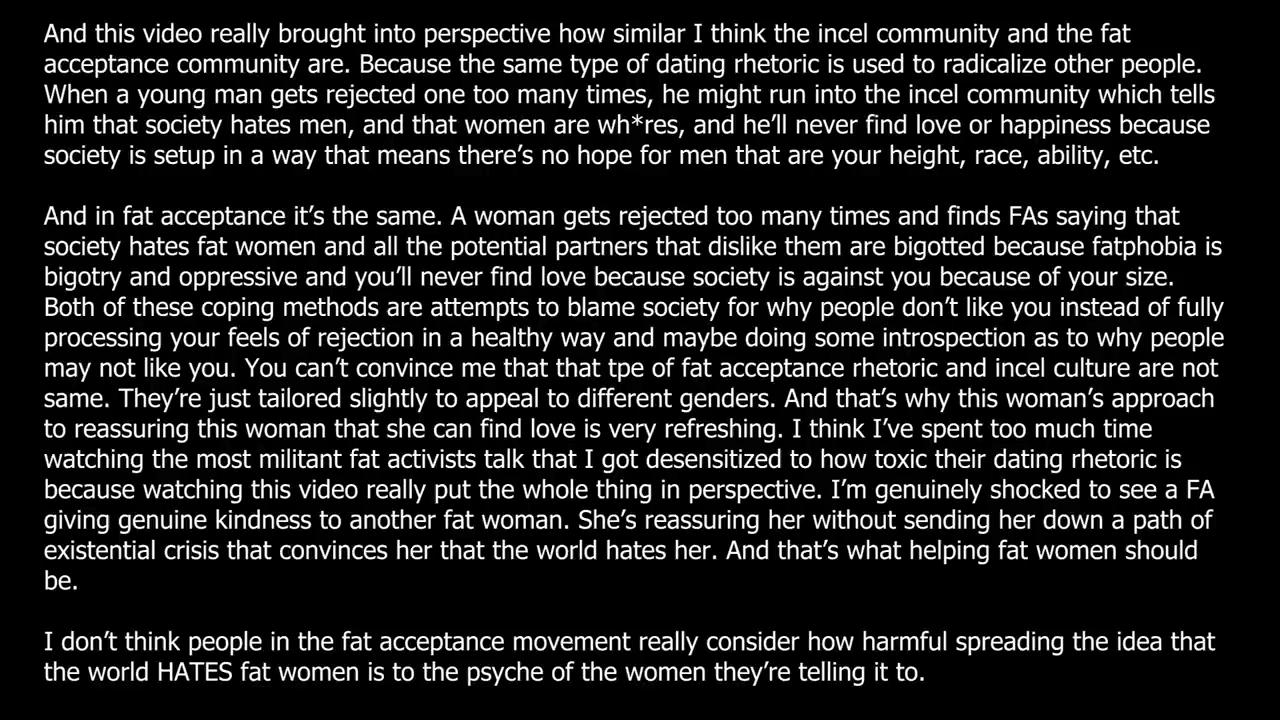 And this video really brought into perspective how similar I think the incel community and the fat
acceptance community are. Because the same type of dating rhetoric is used to radicalize other people.
When a young man gets rejected one too many times, he might run into the incel community which tells
him that society hates men, and that women are wh*res, and he'll never find love or happiness because
society is setup in a way that means there's no hope for men that are your height, race, ability, etc.
And in fat acceptance it's the same. A woman gets rejected too many times and finds FAs saying that
society hates fat women and all the potential partners that dislike them are bigotted because fatphobia is
bigotry and oppressive and you'll never find love because society is against you because of your size.
Both of these coping methods are attempts to blame society for why people don't like you instead of fully
processing your feels of rejection in a healthy way and maybe doing some introspection as to why people
may not like you. You can't convince me that that tpe of fat acceptance rhetoric and incel culture are not
same. They're just tailored slightly to appeal to different genders. And that's why this woman's approach
to reassuring this woman that she can find love is very refreshing. I think I've spent too much time
watching the most militant fat activists talk that I got desensitized to how toxic their dating rhetoric is
because watching this video really put the whole thing in perspective. I'm genuinely shocked to see a FA
giving genuine kindness to another fat woman. She's reassuring her without sending her down a path of
existential crisis that convinces her that the world hates her. And that's what helping fat women should
be.
I don't think people in the fat acceptance movement really consider how harmful spreading the idea that
the world HATES fat women is to the psyche of the women they're telling it to.